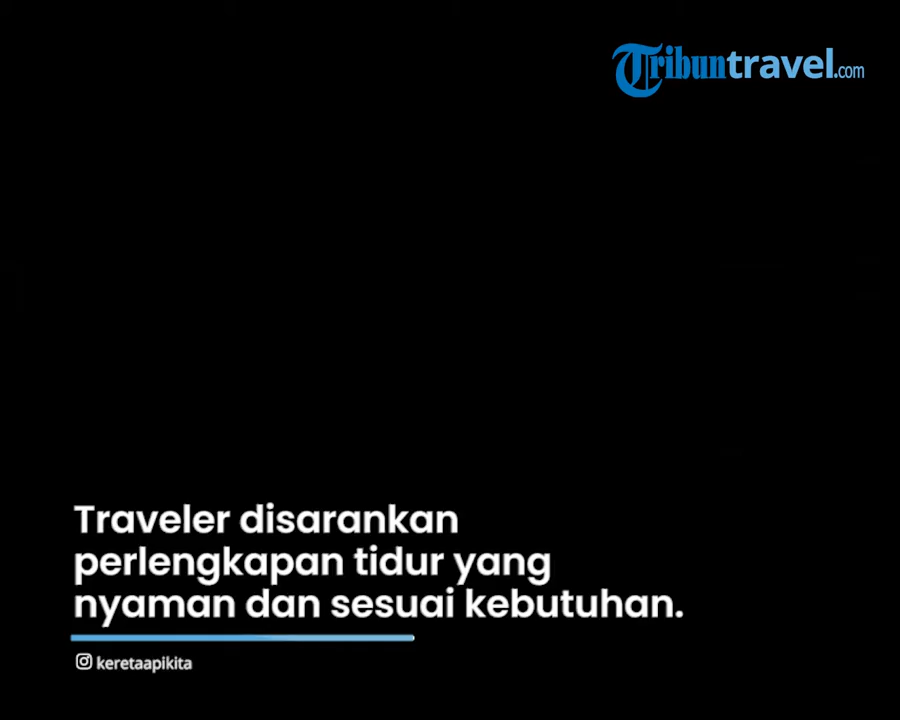 Tribuntravel.com
Traveler disarankan
perlengkapan tidur yang
nyaman dan sesuai kebutuhan.
keretaapikita